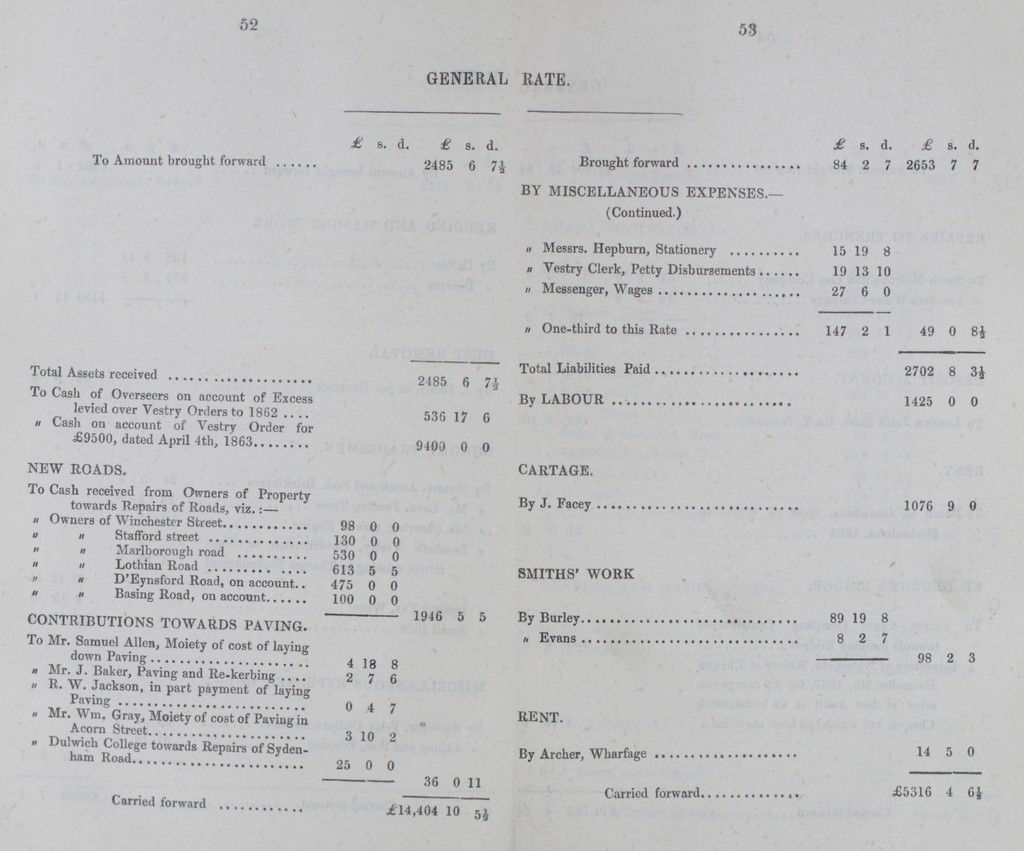 52
GENERAL RATE.
£ s. d. £ s. d.
To Amount brought forward ...... 2485 6 7½
Total Assets received .................... 2485 6 7½
To Cash of Overseers on account of Excess
levied over Vestry Orders to 1862 .... 536 17 6
" Cash on account of Vestry Order for
£9500, dated April 4th, 1863........ 9400 0 0
NEW ROADS.
To Cash received from Owners of Property
towards Repairs of Roads, viz. :—
" Owners of Winchester Street............ 98 0 0
" " Stafford street .............. 130 0 0
" " Marlborough road .......... 530 0 0
" " Lothian Road .............. 613 5 5
" " D'Eynsford Road, on account.. 475 0 0
" " Basing Road, on account...... 100 0 0
1946 5 5
CONTRIBUTIONS TOWARDS PAVING.
To Mr. Samuel Allen, Moiety of cost of laying
down Paving ...................... 4 18 8
" Mr. J. Baker, Paving and Re-kerbing .... 2 7 6
" R. W. Jackson, in part payment of laying
Paving ............................ 0 4 7
" Mr. Wm. Gray, Moiety of cost of Paving in
Acorn Street...................... 3 10 2
" Dulwich College towards Repairs of Syden-
ham Road........................ 25 0 0
36 0 11
Carried forward ............ £14,404 10 5½
53
£ s. d. £ s. d.
Brought forward ................ 84 2 7 2653 7 7
BY MISCELLANEOUS EXPENSES.—
(Continued.)
" Messrs. Hepburn, Stationery .......... 15 19 8
" Vestry Clerk, Petty Disbursements...... 19 13 10
" Messenger, Wages .................... 27 6 0
" One-third to this Rate ................ 147 2 1 49 0 8½
Total Liabilities Paid .................... 2702 8 3½
By LABOUR .......................... 1425 0 0
CARTAGE.
By J. Facey ............................ 1076 9 0
SMITHS' WORK
By Burley.............................. 89 19 8
" Evans .............................. 8 2 7
98 2 3
RENT.
By Archer, Wharfage .................... 14 5 0
Carried forward.............. £5316 4 6½